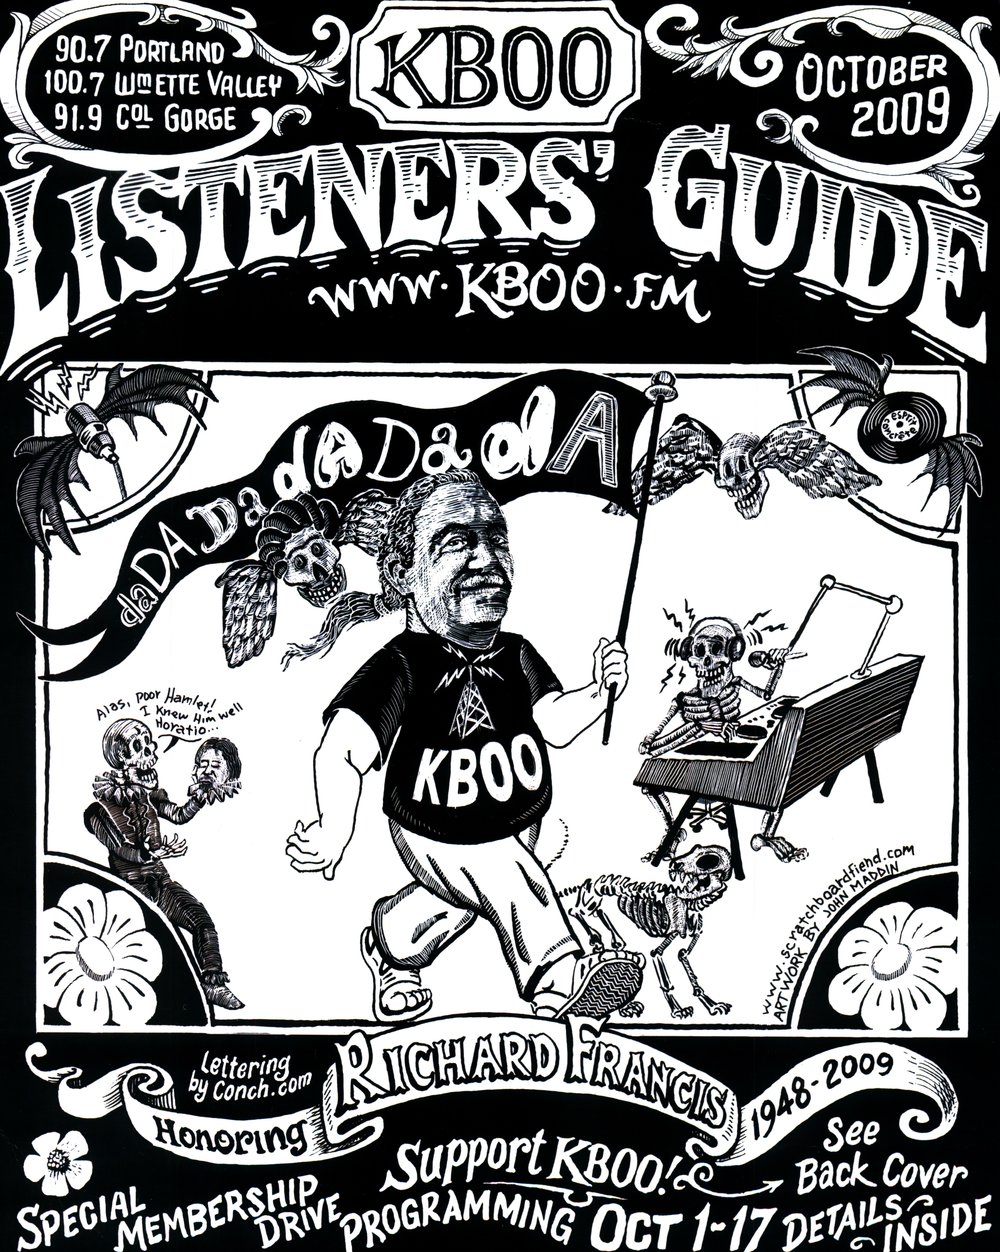 90.7 PORTLAND
100.7 WmETTE VALLEY
91.9 COL GORGE
KBOO
OCTOBER
2009
LISTENERS' GUIDE
www.KBOO.FM
daDADaDadADaDadA
esprit
concrète
Alas, poor Hamlet!
I knew Him well
Horatio...
KBOO
www.scratchboardfiend.com
ARTWORK BY JOHN MADDIN
Lettering
by Conch.com
Honoring
RICHARD FRANCIS
1948-2009
Support KBOO!
See
Back Cover
SPECIAL
MEMBERSHIP
DRIVE
PROGRAMMING
OCT 1-17
DETAILS
INSIDE